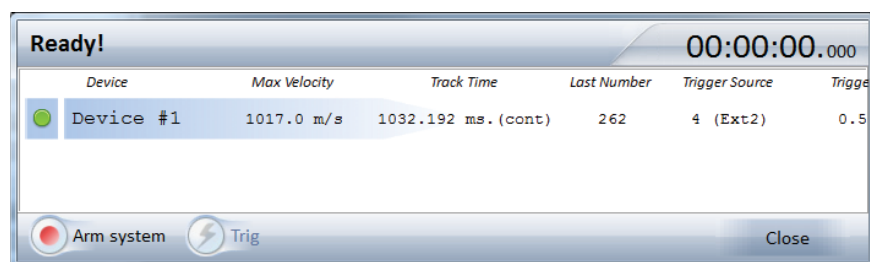 Ready! 00:00:00.000
Device Max Velocity Track Time Last Number Trigger Source Trigge
Device #1 1017.0 m/s 1032.192 ms.(cont) 262 4 (Ext2) 0.5
Arm system Trig Close